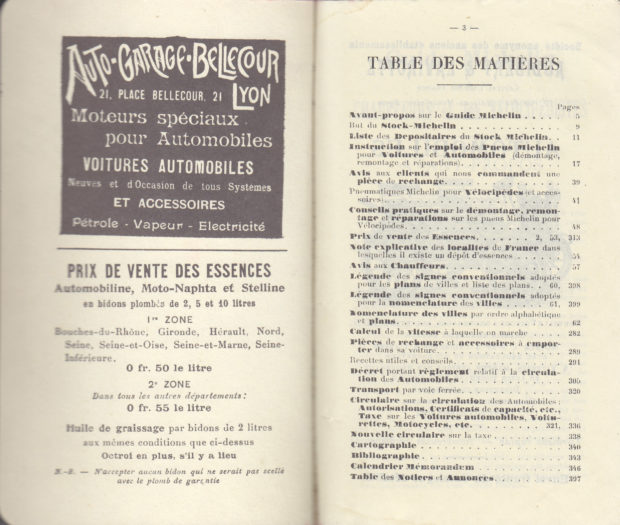 AUTO-GARAGE-BELLECOUR
21, PLACE BELLECOUR, 21
LYON
Moteurs spéciaux
pour Automobiles
VOITURES AUTOMOBILES
Neuves et d'Occasion de tous Systèmes
ET ACCESSOIRES
Pétrole - Vapeur - Electricité
PRIX DE VENTE DES ESSENCES
Automobiline, Moto-Naphta et Stelline
en bidons plombés de 2, 5 et 10 litres
1re ZONE
Bouches-du-Rhône, Gironde, Hérault, Nord,
Seine, Seine-et-Oise, Seine-et-Marne, Seine-
Inférieure.
0 fr. 50 le litre
2e ZONE
Dans tous les autres départements :
0 fr. 55 le litre
Huile de graissage par bidons de 2 litres
aux mêmes conditions que ci-dessus
Octroi en plus, s'il y a lieu
N.-B. — N'accepter aucun bidon qui ne serait pas scellé
avec le plomb de garantie
— 3 —
TABLE DES MATIÈRES
Pages
Avant-propos sur le Guide Michelin . . . . 5
But du Stock-Michelin . . . . 9
Liste des Depositaires du Stock Michelin. . . . 11
Instruction sur l'emploi des Pneus Michelin
pour Voitures et Automobiles (démontage,
remontage et réparations). . . . 17
Avis aux clients qui nous commandent une
pièce de rechange. . . . 39
Pneumatiques Michelin pour Vélocipèdes (et acces-
soires). . . . 41
Conseils pratiques sur le demontage, remon-
tage et réparations sur les pneus Michelin pour
Vélocipèdes. . . . 48
Prix de vente des Essences. . . . 2, 53, 313
Note explicative des localites de France dans
lesquelles il existe un dépôt d'essences . . . . 54
Avis aux Chauffeurs. . . . 57
Légende des signes conventionnels adoptés
pour les plans de villes et liste des plans . 60, 398
Légende des signes conventionnels adoptés
pour la nomenclature des villes . . . . 61, 399
Nomenclature des villes par ordre alphabétique
et plans. . . . 62
Calcul de la vitesse à laquelle on marche . . . . 282
Pièces de rechange et accessoires à empor-
ter dans sa voiture. . . . 289
Recettes utiles et conseils. . . . 291
Décret portant règlement relatif à la circula-
tion des Automobiles. . . . 305
Transport par voie ferrée. . . . 320
Circulaire sur la circulation des Automobiles :
Autorisations, Certificats de capacité, etc.,
Taxe sur les Voitures automobiles, Voitu-
rettes, Motocycles, etc. . . . 321, 336
Nouvelle circulaire sur la taxe . . . . 338
Cartographie . . . . 340
Bibliographie. . . . 343
Calendrier Mémorandum . . . . 346
Table des Notices et Annonces. . . . 397